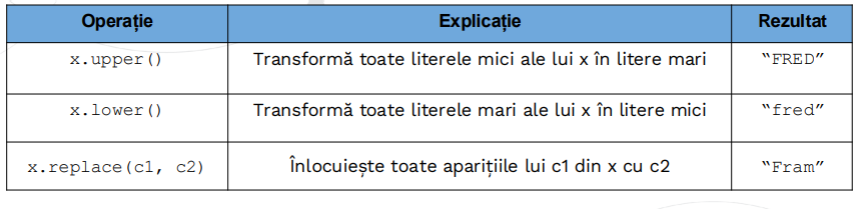 Operație Explicație Rezultat
x.upper() Transformă toate literele mici ale lui x în litere mari “FRED”
x.lower() Transformă toate literele mari ale lui x în litere mici “fred”
x.replace(c1, c2) Înlocuiește toate aparițiile lui c1 din x cu c2 “Fram”